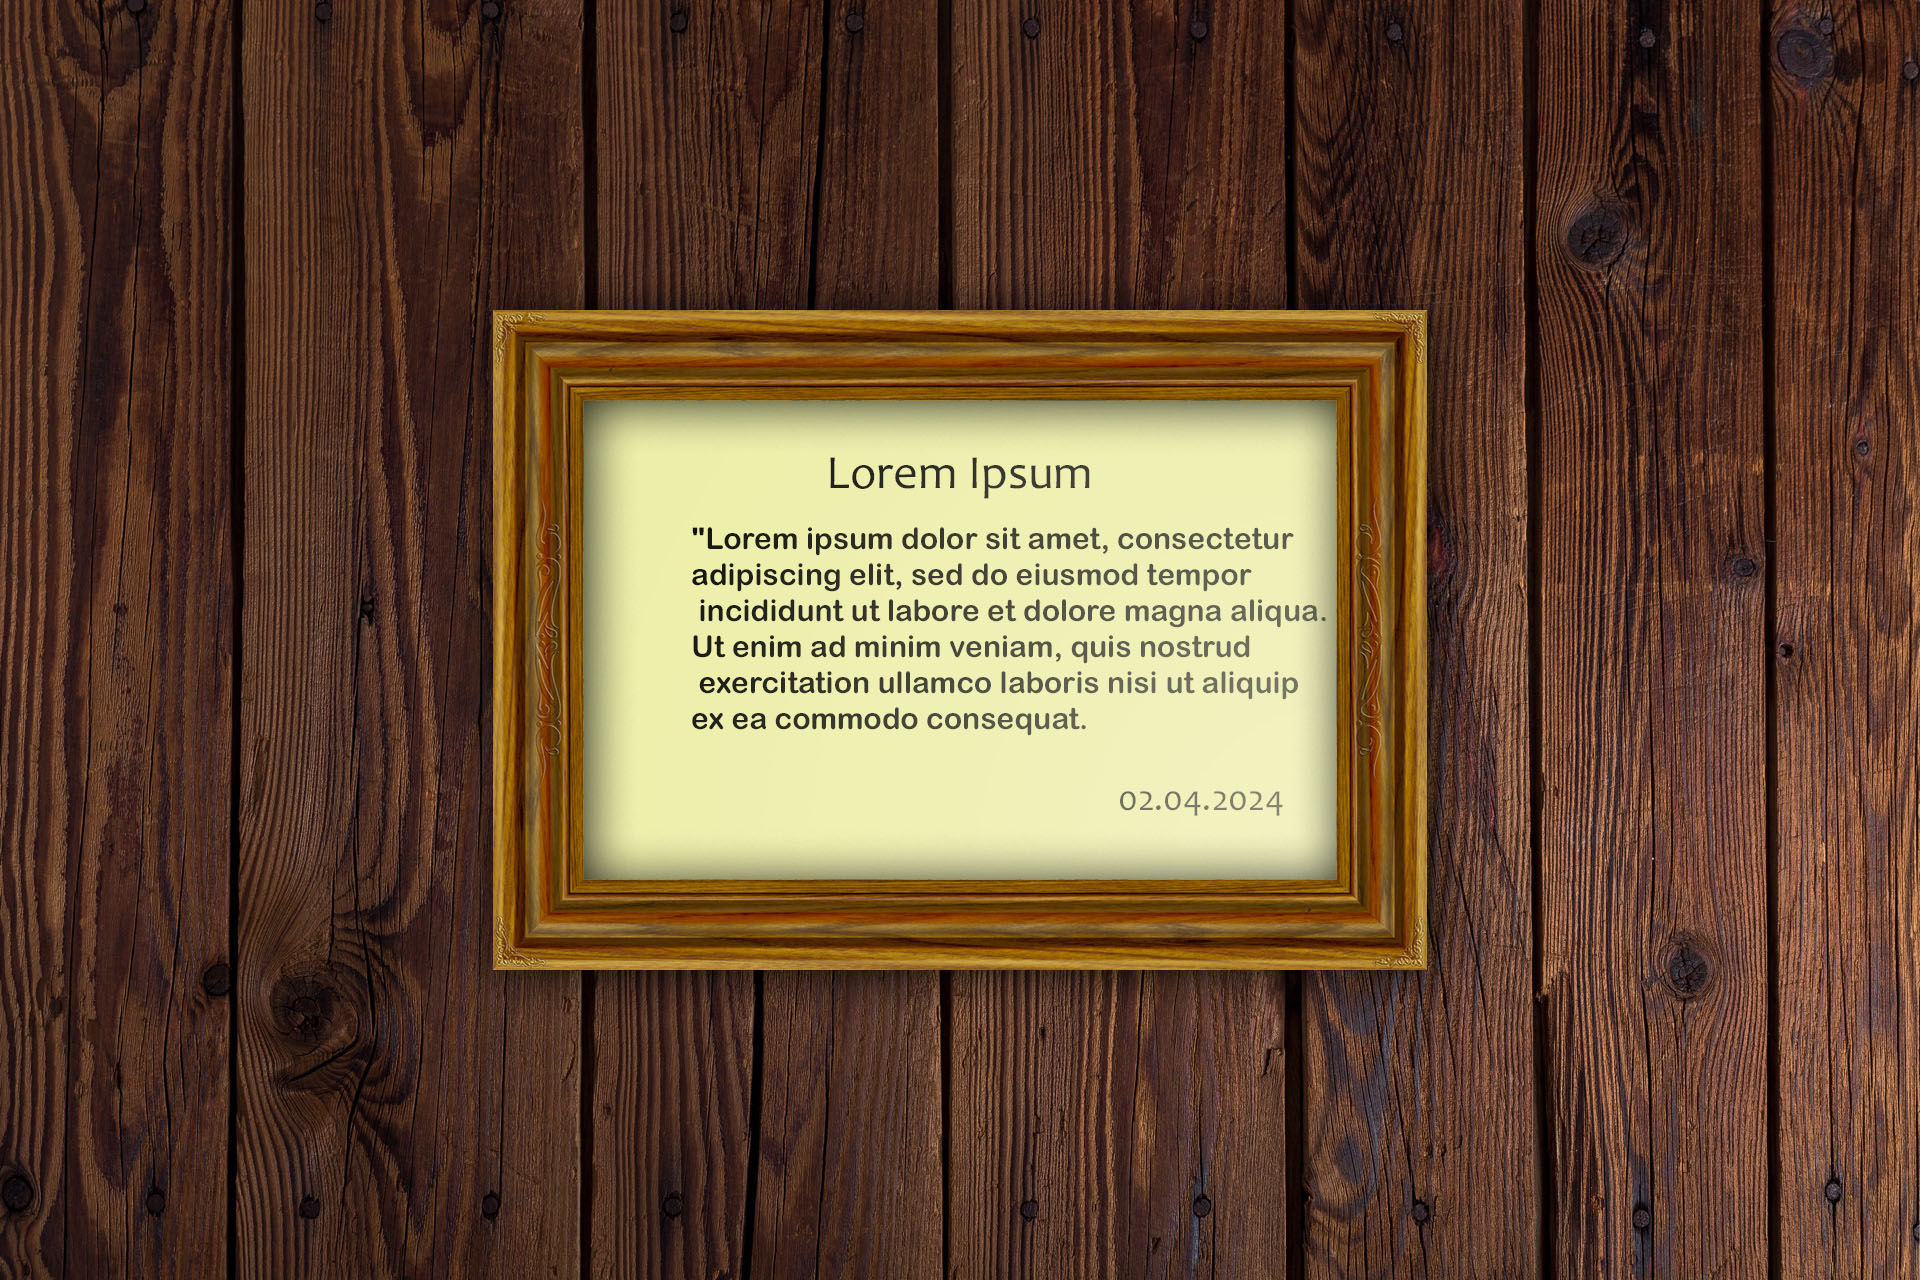 Lorem Ipsum
"Lorem ipsum dolor sit amet, consectetur
adipiscing elit, sed do eiusmod tempor
incididunt ut labore et dolore magna aliqua.
Ut enim ad minim veniam, quis nostrud
exercitation ullamco laboris nisi ut aliquip
ex ea commodo consequat.
02.04.2024